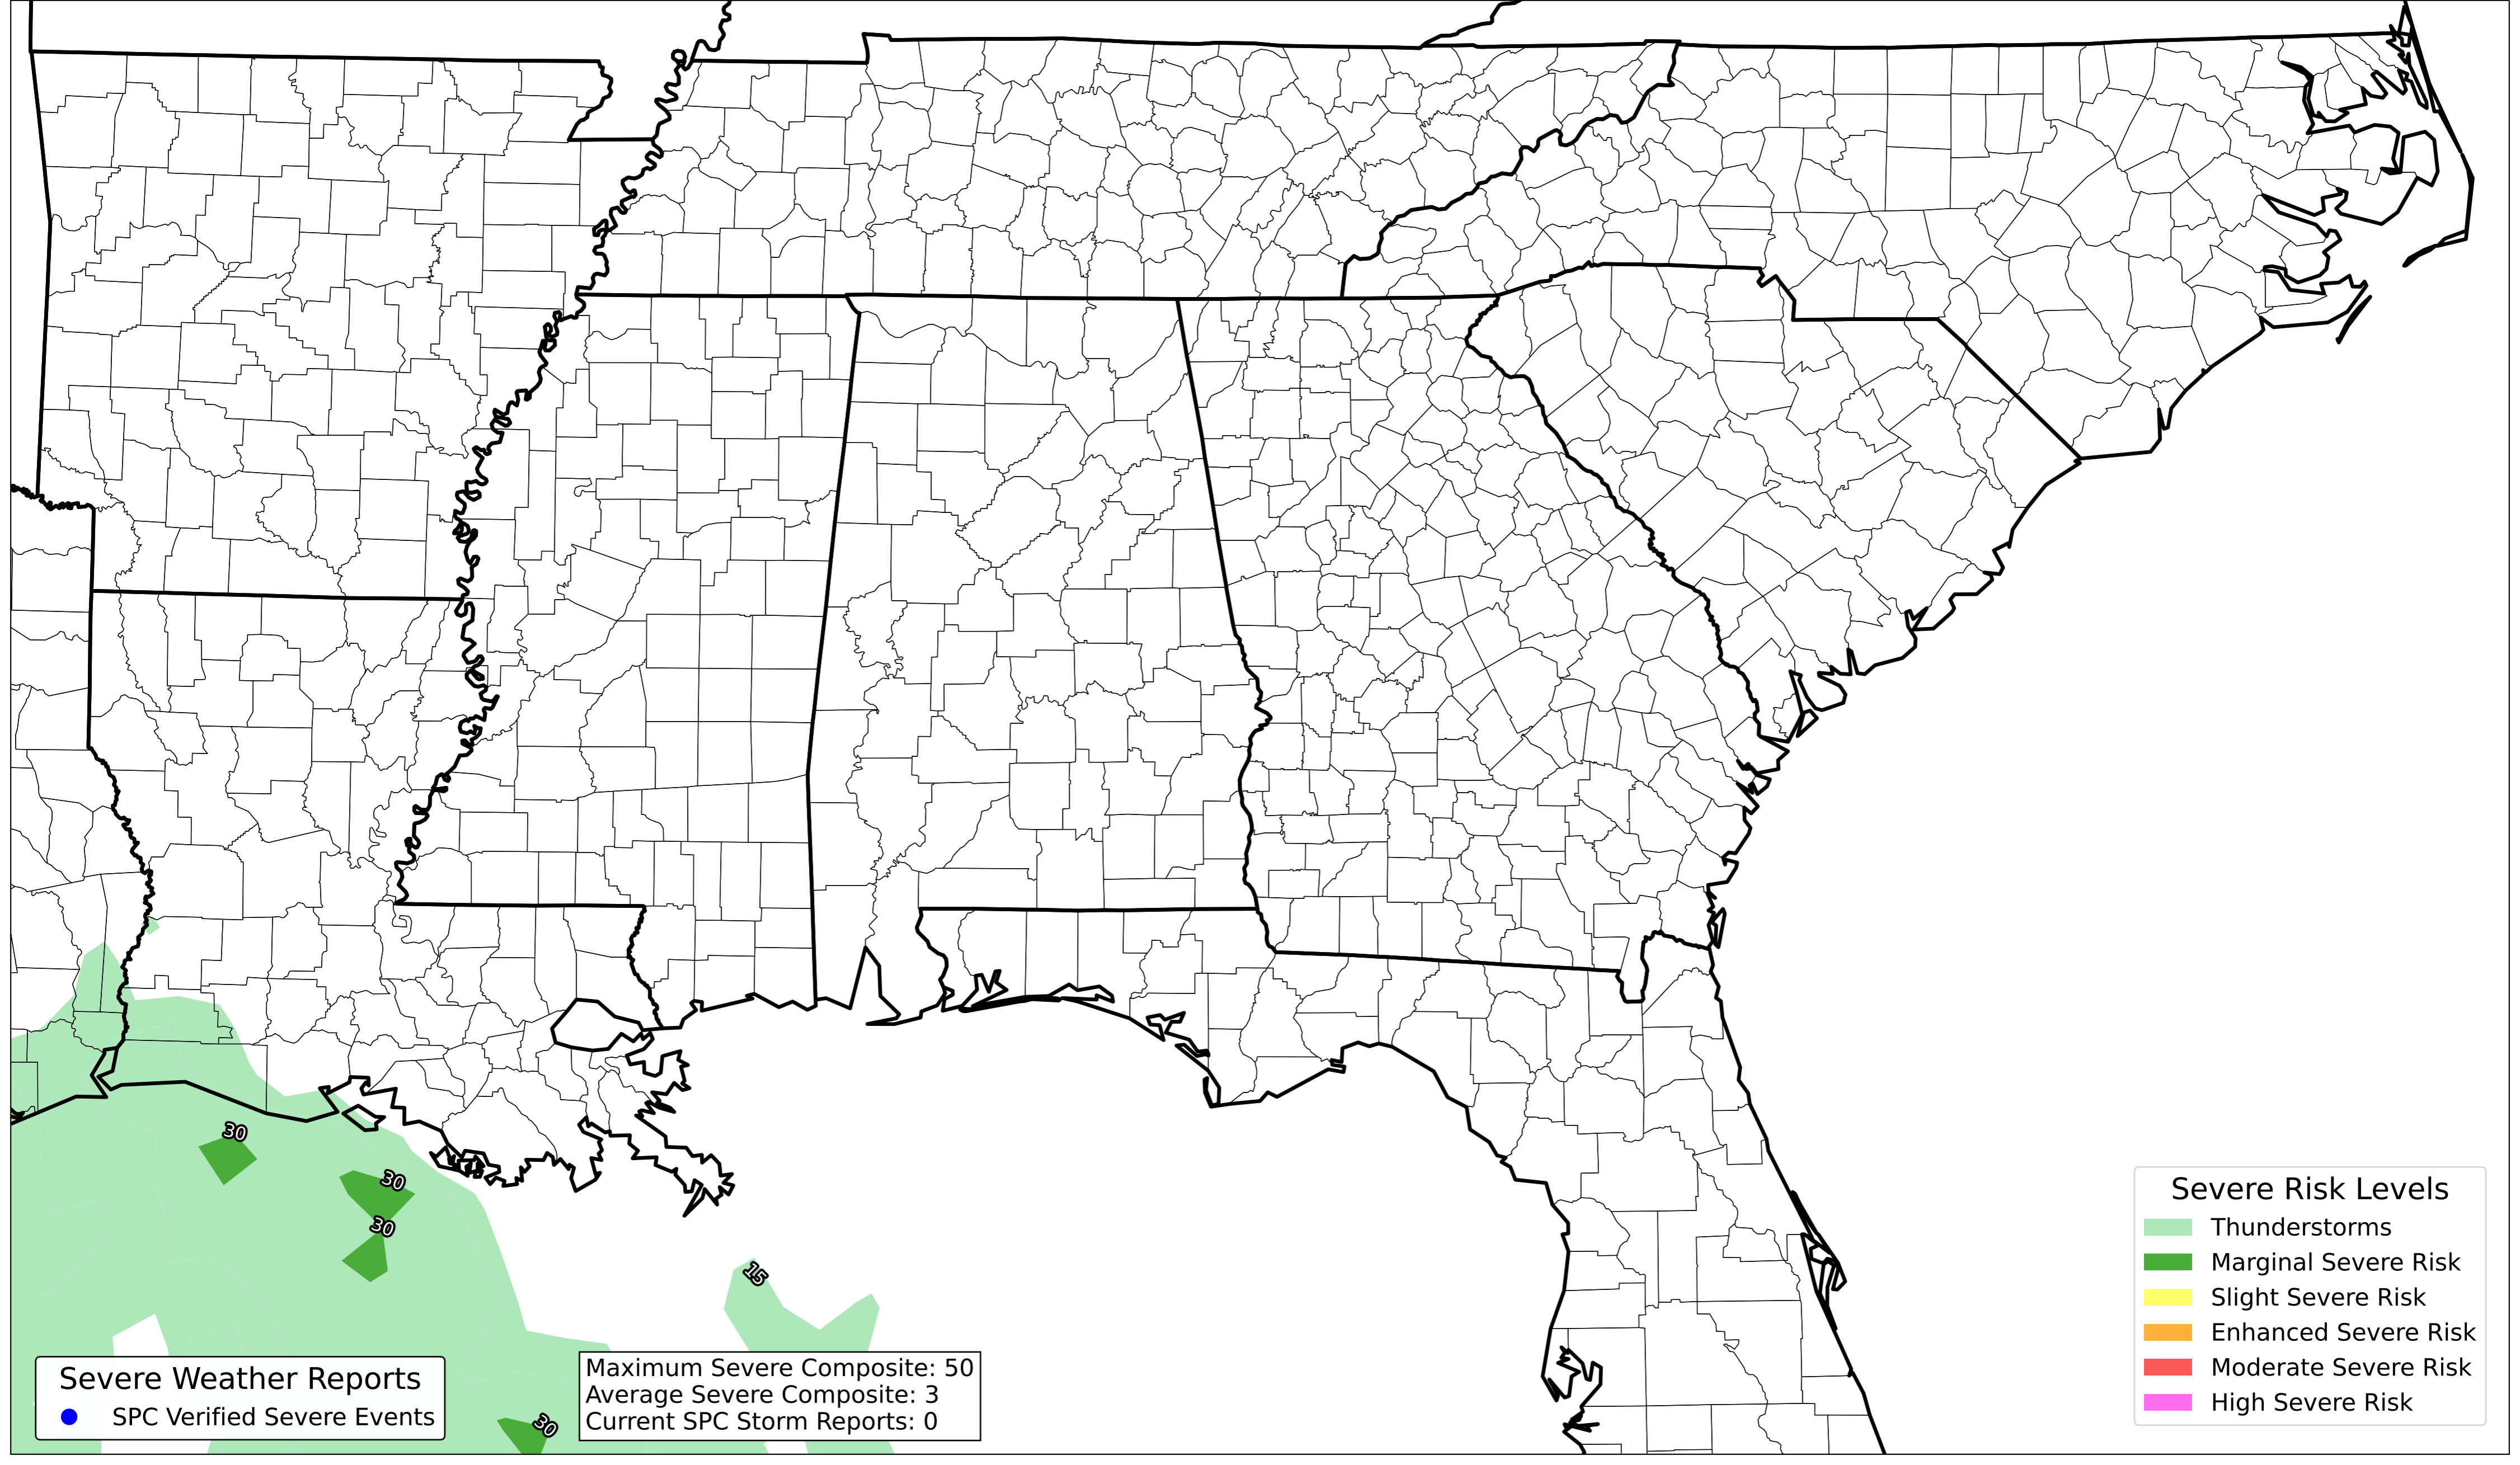 30
30
30
15
30
Severe Weather Reports
SPC Verified Severe Events
Maximum Severe Composite: 50
Average Severe Composite: 3
Current SPC Storm Reports: 0
Severe Risk Levels
Thunderstorms
Marginal Severe Risk
Slight Severe Risk
Enhanced Severe Risk
Moderate Severe Risk
High Severe Risk